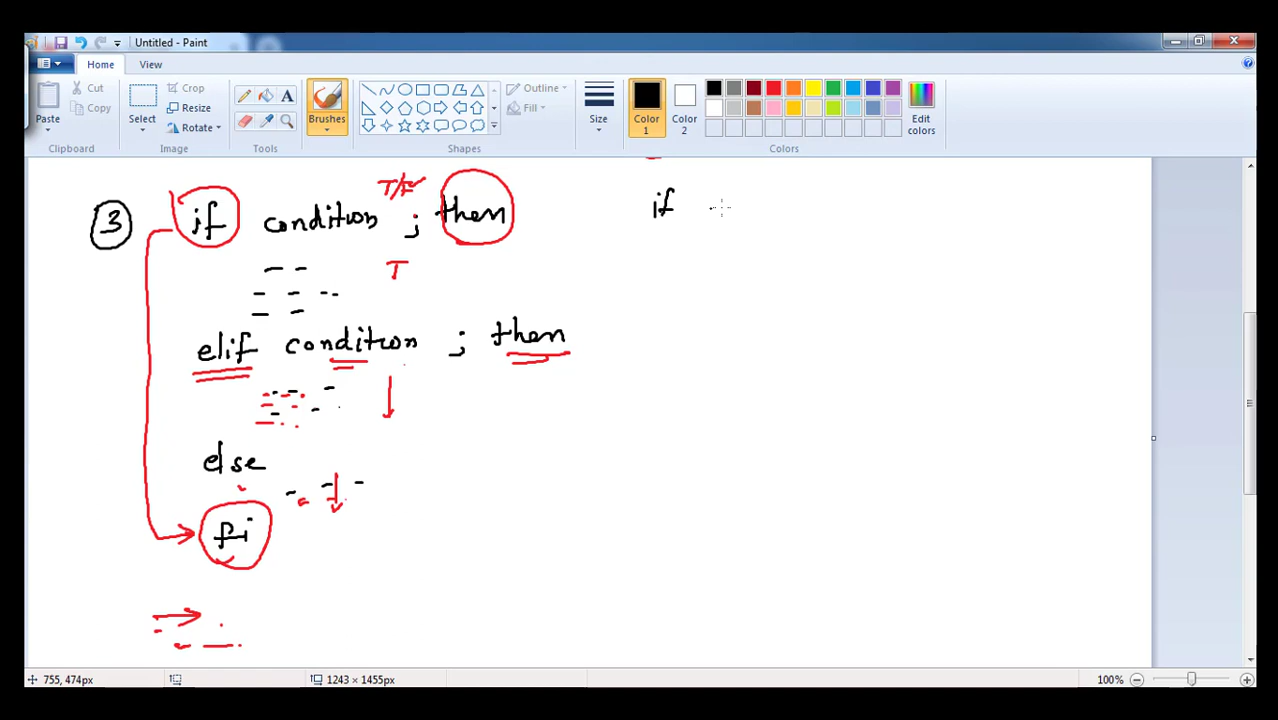 Untitled - Paint
Home View
Cut
Copy
Paste
Clipboard
Select
Crop
Resize
Rotate
Image
A
Tools
Brushes
Outline
Fill
Shapes
Size
Color 1
Color 2
Edit colors
Colors
T/F
3 if condition ; then
if
T
elif condition ; then
else
fi
755, 474px
1243 × 1455px
100%